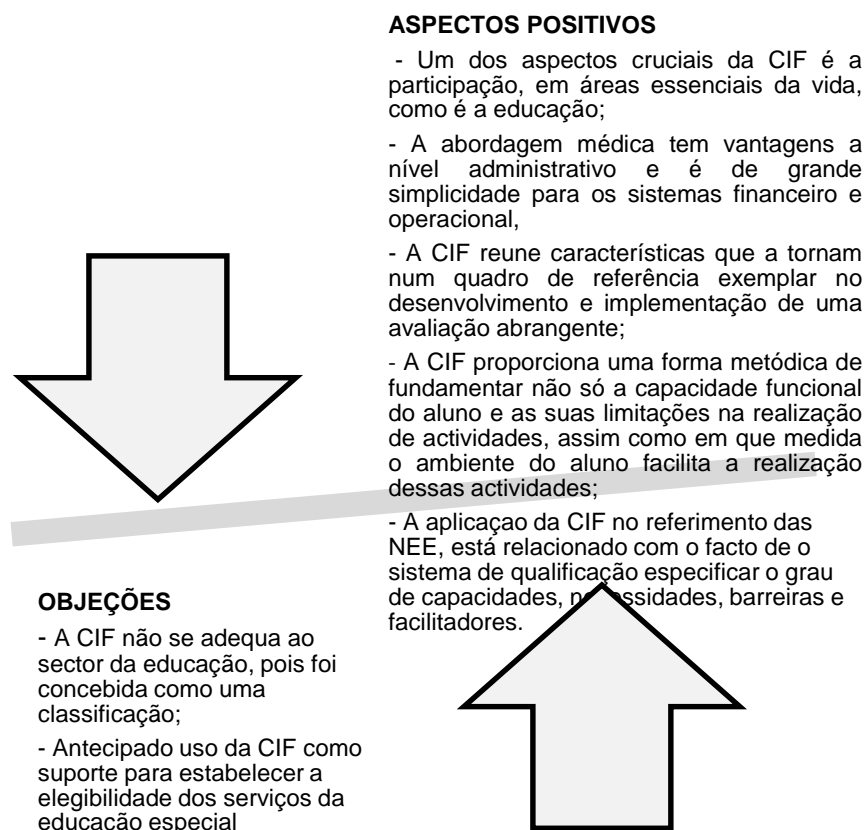 ASPECTOS POSITIVOS
- Um dos aspectos cruciais da CIF é a
participação, em áreas essenciais da vida,
como é a educação;
- A abordagem médica tem vantagens a
nível administrativo e é de grande
simplicidade para os sistemas financeiro e
operacional,
- A CIF reune características que a tornam
num quadro de referência exemplar no
desenvolvimento e implementação de uma
avaliação abrangente;
- A CIF proporciona uma forma metódica de
fundamentar não só a capacidade funcional
do aluno e as suas limitações na realização
de actividades, assim como em que medida
o ambiente do aluno facilita a realização
dessas actividades;
- A aplicaçao da CIF no referimento das
NEE, está relacionado com o facto de o
sistema de qualificação especificar o grau
de capacidades, necessidades, barreiras e
facilitadores.
OBJEÇÕES
- A CIF não se adequa ao
sector da educação, pois foi
concebida como uma
classificação;
- Antecipado uso da CIF como
suporte para estabelecer a
elegibilidade dos serviços da
educação especial